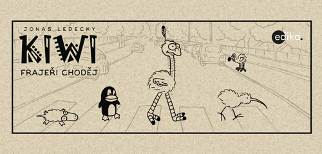 JONÁŠ LEDECKÝ
KIWI
FRAJEŘI CHODĚJ
edika